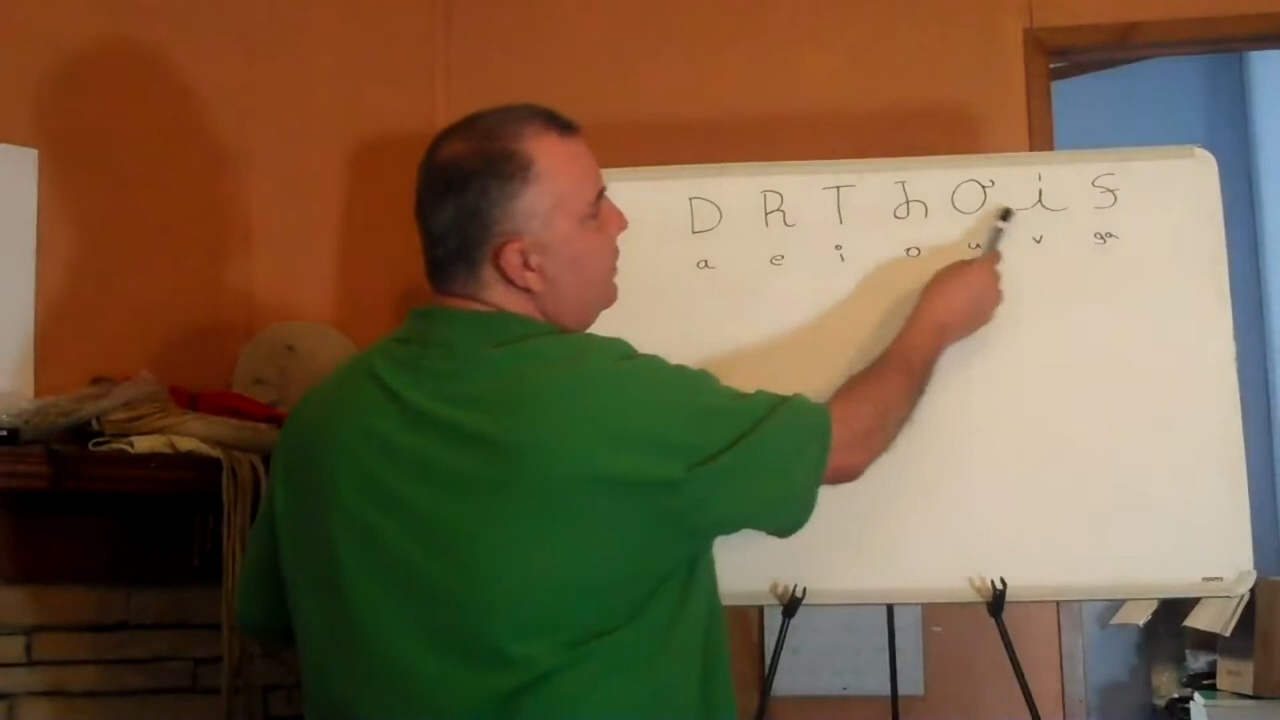 Ꭰ Ꭱ Ꭲ Ꭳ Ꭴ Ꭵ Ꭶ
a e i o u v ga